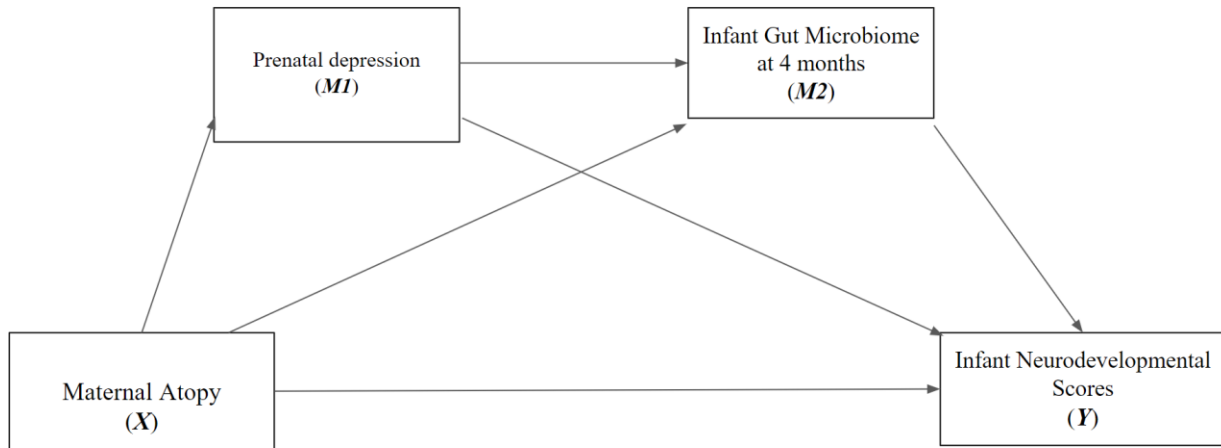 Prenatal depression
(M1)
Infant Gut Microbiome
at 4 months
(M2)
Maternal Atopy
(X)
Infant Neurodevelopmental
Scores
(Y)